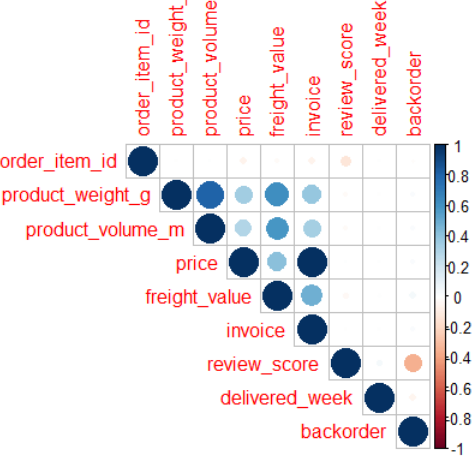 order_item_id
product_weight_
product_volume_
price
freight_value
invoice
review_score
delivered_week
backorder
order_item_id
product_weight_g
product_volume_m
price
freight_value
invoice
review_score
delivered_week
backorder
1
0.8
0.6
0.4
0.2
0
-0.2
-0.4
-0.6
-0.8
-1